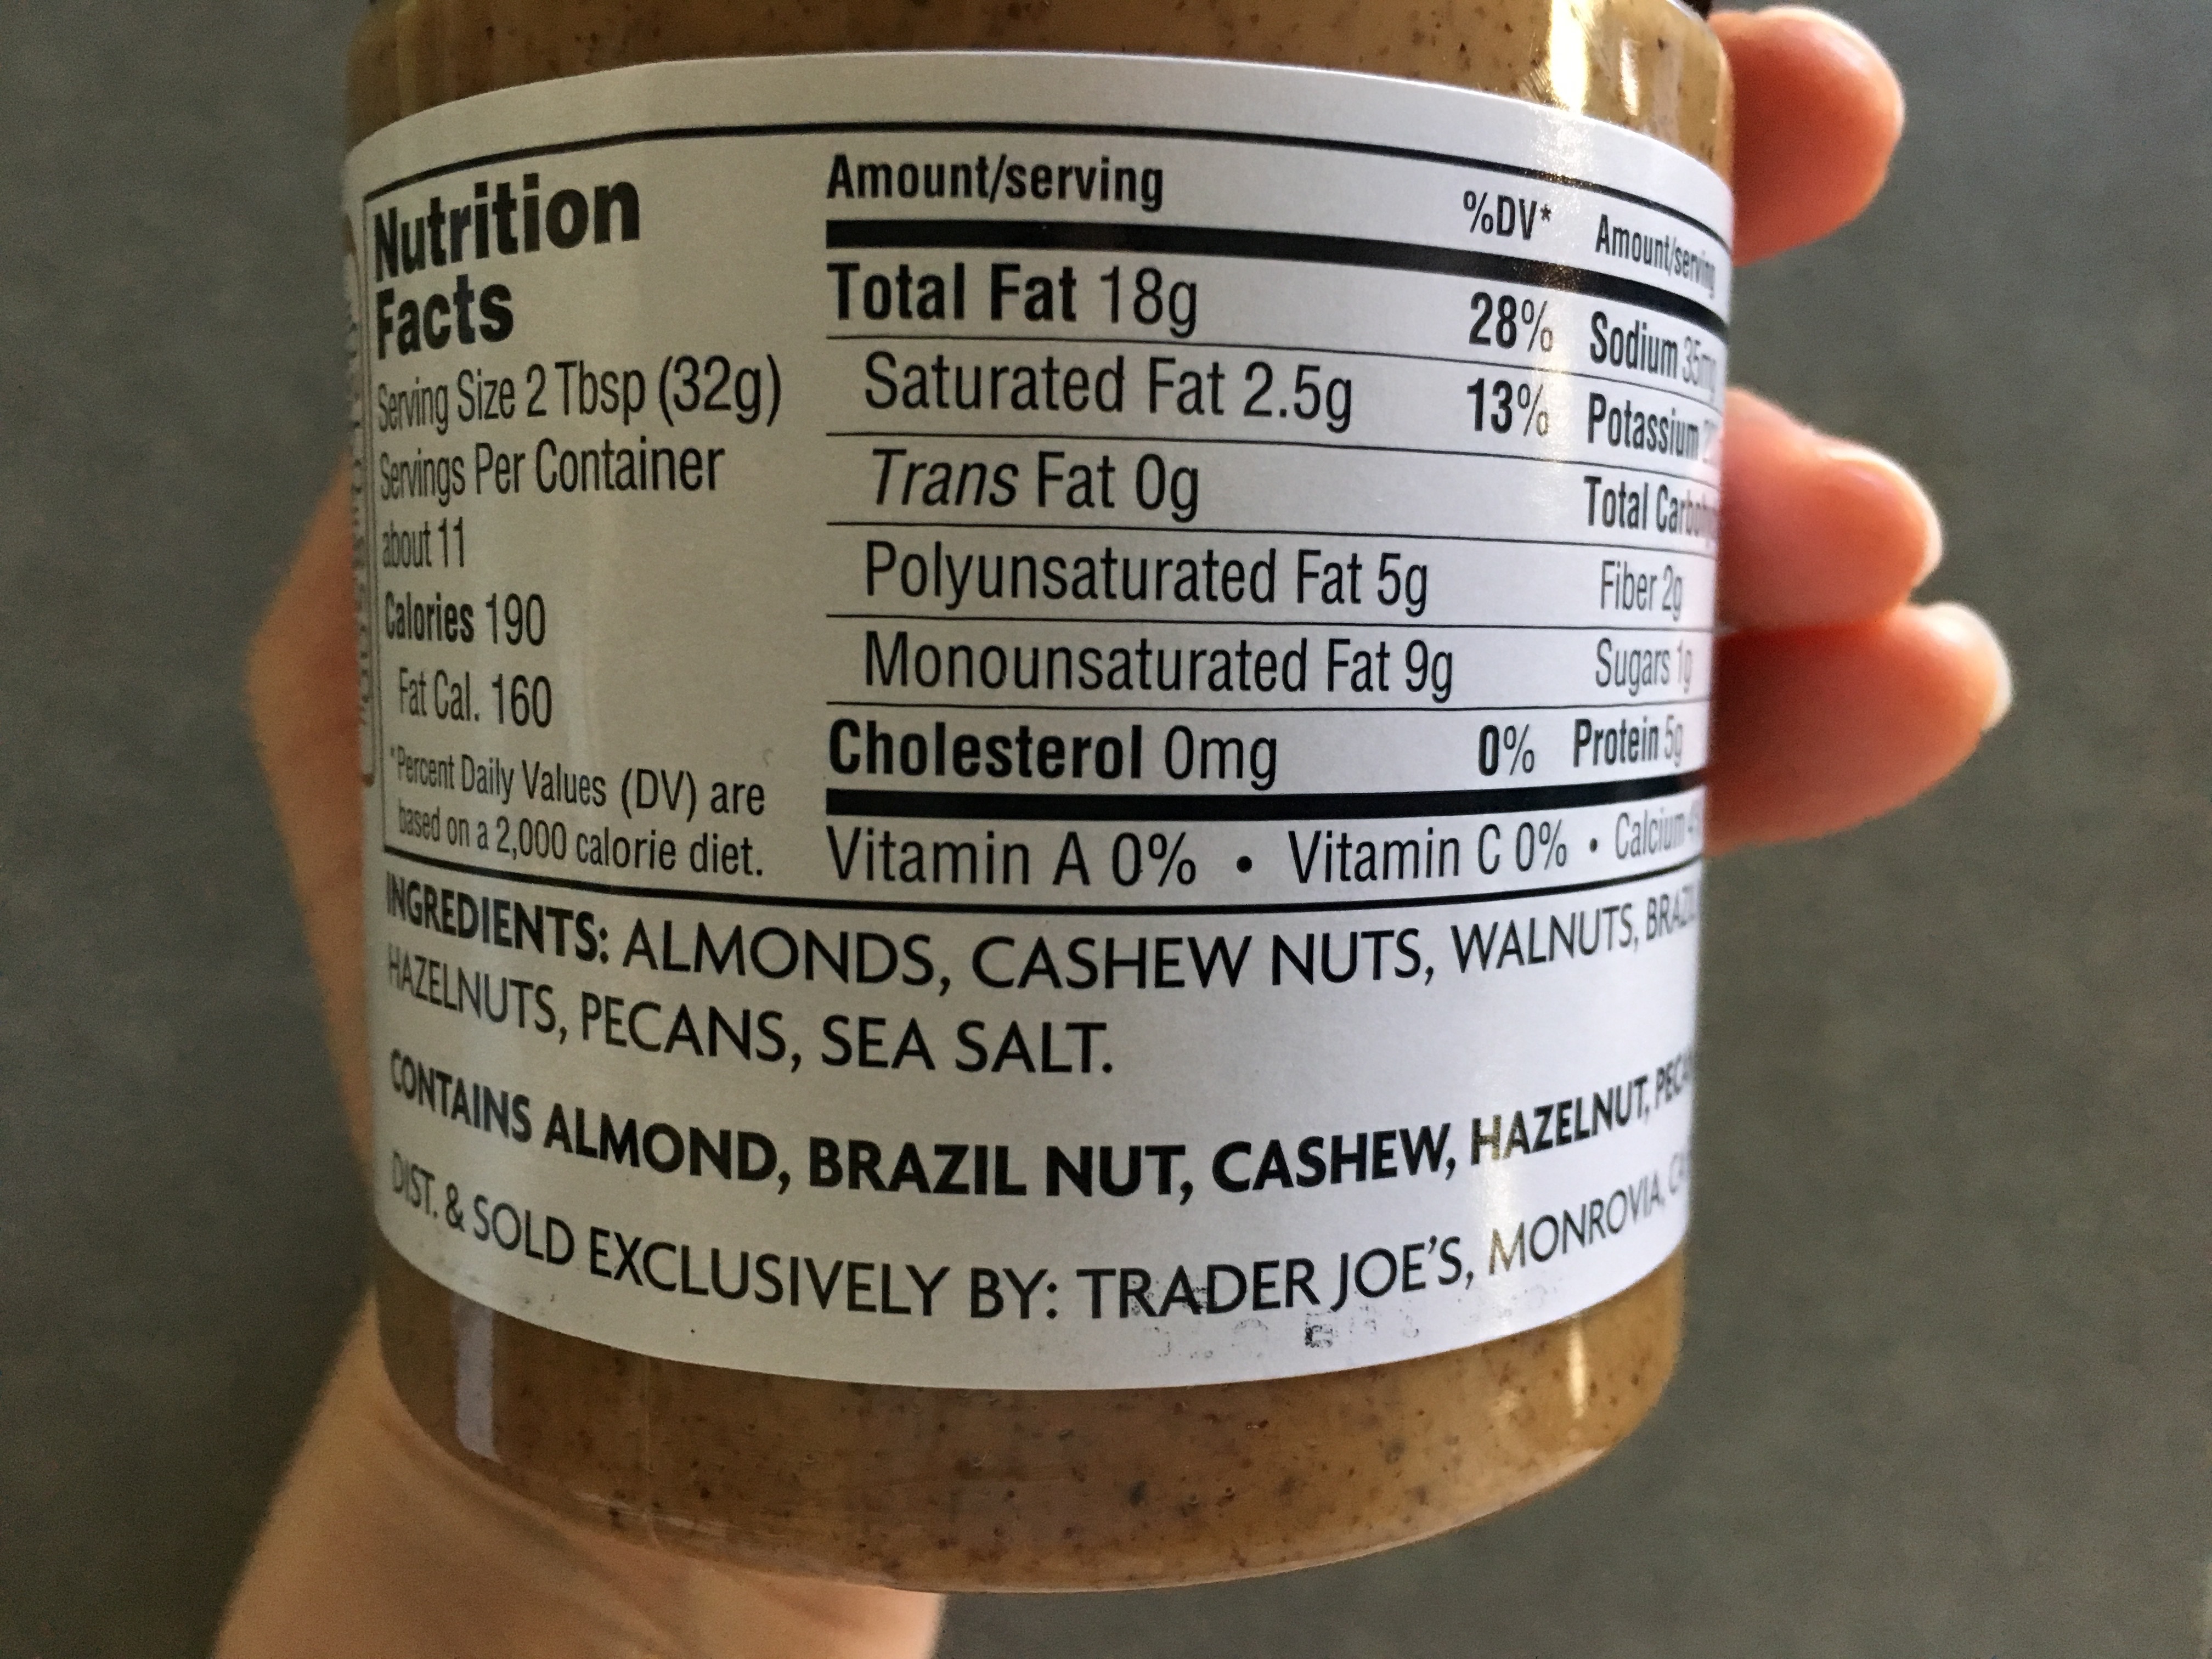 Nutrition
Facts
Serving Size 2 Tbsp (32g)
Servings Per Container
about 11
Calories 190
Fat Cal. 160
*Percent Daily Values (DV) are
based on a 2,000 calorie diet.
Amount/serving %DV*
Total Fat 18g 28%
Saturated Fat 2.5g 13%
Trans Fat 0g
Polyunsaturated Fat 5g
Monounsaturated Fat 9g
Cholesterol 0mg 0%
Amount/serving
Sodium 35mg
Potassium
Total
Fiber 2g
Sugars 1g
Protein 5g
Vitamin A 0% • Vitamin C 0% • Calcium
INGREDIENTS: ALMONDS, CASHEW NUTS, WALNUTS,
HAZELNUTS, PECANS, SEA SALT.
CONTAINS ALMOND, BRAZIL NUT, CASHEW, HAZELNUT,
DIST. & SOLD EXCLUSIVELY BY: TRADER JOE'S, MONROVIA,